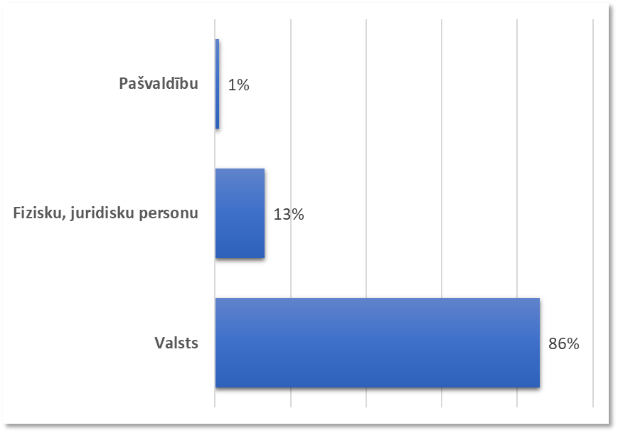 Pašvaldību
1%
Fizisku, juridisku personu
13%
Valsts
86%